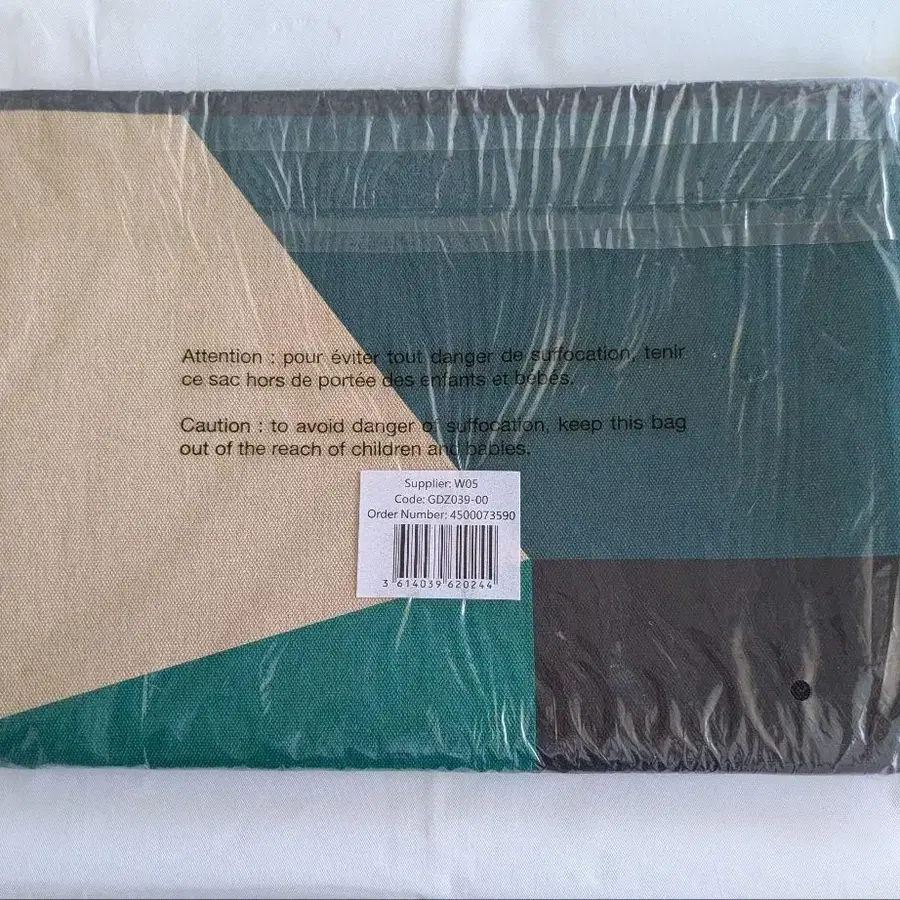 Attention : pour éviter tout danger de suffocation, tenir
ce sac hors de portée des enfants et bébés.
Caution : to avoid danger of suffocation, keep this bag
out of the reach of children and babies.
Supplier: W05
Code: GDZ039-00
Order Number: 4500073590
3 614039 620244